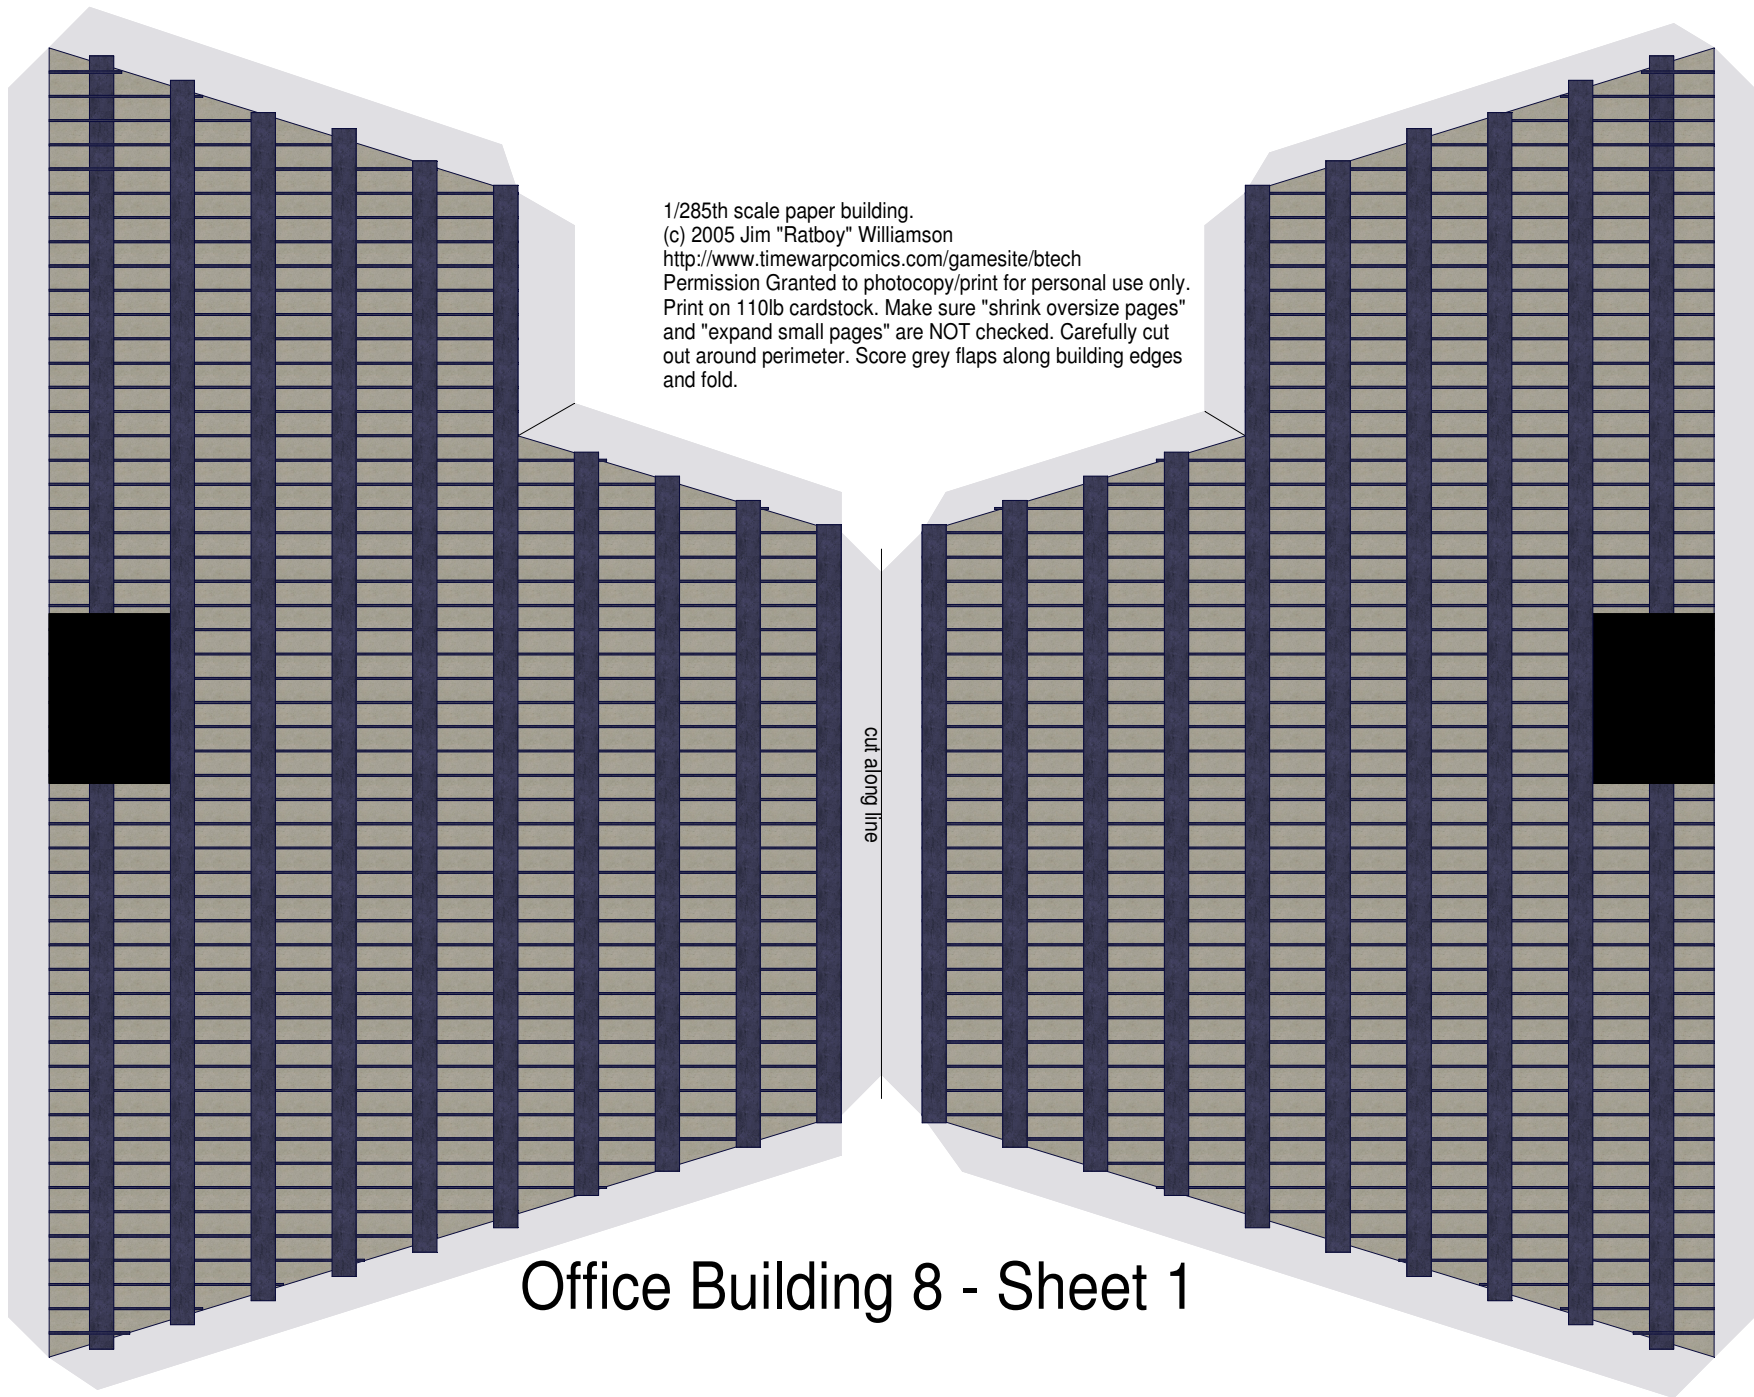 1/285th scale paper building.
(c) 2005 Jim "Ratboy" Williamson
http://www.timewarpcomics.com/gamesite/btech
Permission Granted to photocopy/print for personal use only.
Print on 110lb cardstock. Make sure "shrink oversize pages"
and "expand small pages" are NOT checked. Carefully cut
out around perimeter. Score grey flaps along building edges
and fold.
cut along line
Office Building 8 - Sheet 1